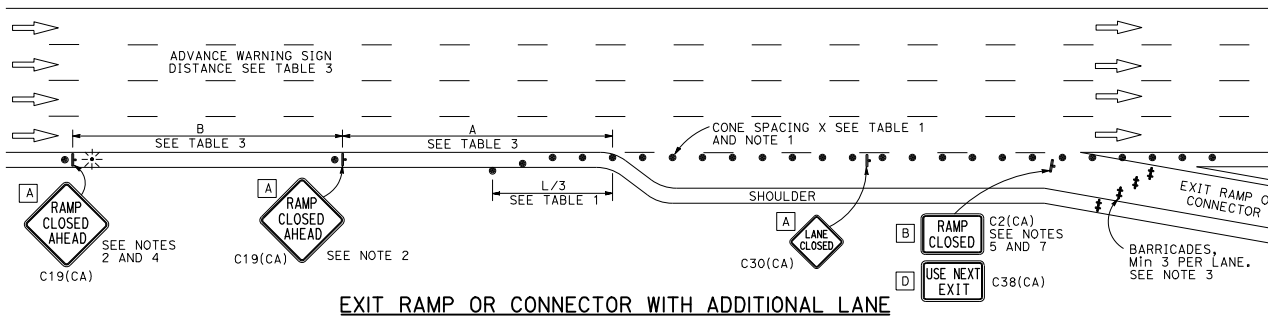 ADVANCE WARNING SIGN
DISTANCE SEE TABLE 3
B
SEE TABLE 3
A
SEE TABLE 3
CONE SPACING X SEE TABLE 1
AND NOTE 1
L/3
SEE TABLE 1
SHOULDER
EXIT RAMP O
CONNECTOR
A
RAMP
CLOSED
AHEAD
SEE NOTES
2 AND 4
C19(CA)
A
RAMP
CLOSED
AHEAD
C19(CA)
SEE NOTE 2
A
LANE
CLOSED
C30(CA)
B
RAMP
CLOSED
C2(CA)
SEE NOTES
5 AND 7
D
USE NEXT
EXIT
C38(CA)
BARRICADES,
Min 3 PER LANE.
SEE NOTE 3
EXIT RAMP OR CONNECTOR WITH ADDITIONAL LANE